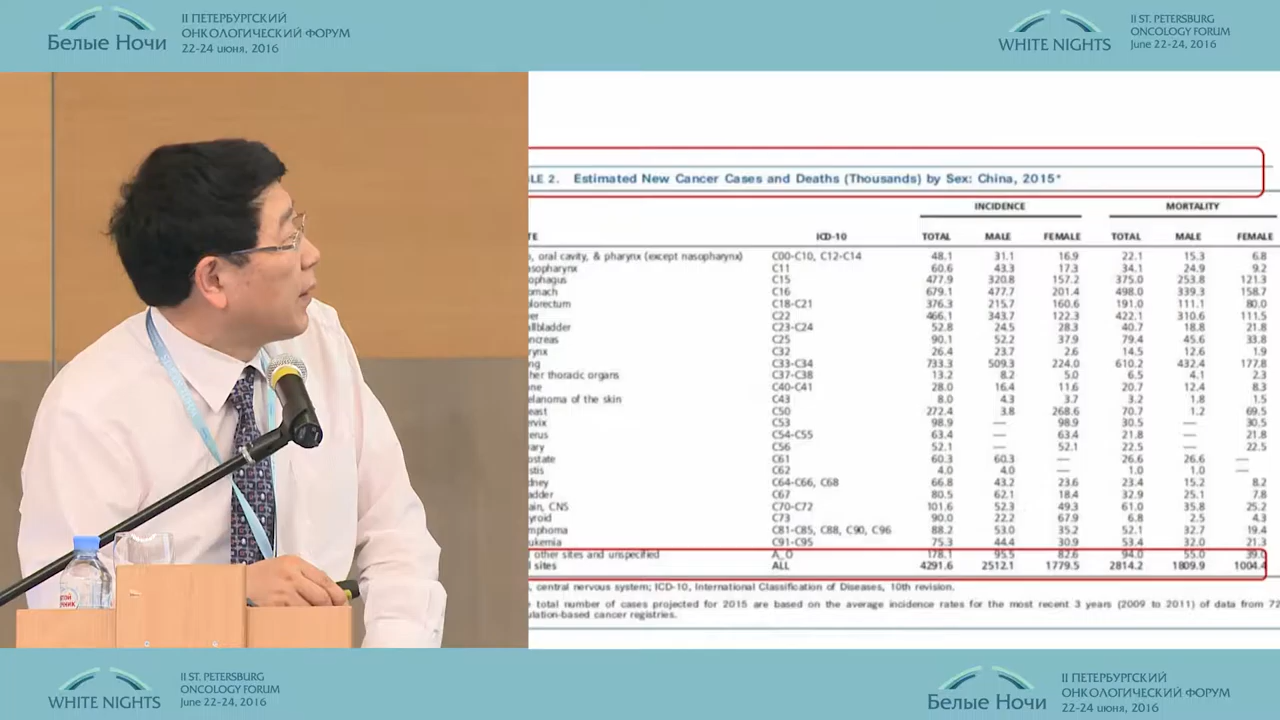 Белые Ночи
II ПЕТЕРБУРГСКИЙ
ОНКОЛОГИЧЕСКИЙ ФОРУМ
22-24 июня, 2016
WHITE NIGHTS
II ST. PETERSBURG
ONCOLOGY FORUM
June 22-24, 2016
LE 2. Estimated New Cancer Cases and Deaths (Thousands) by Sex: China, 2015*
INCIDENCE MORTALITY
TE ICD-10 TOTAL MALE FEMALE TOTAL MALE FEMALE
, oral cavity, & pharynx (except nasopharynx) C00-C10, C12-C14 48.1 31.1 16.9 22.1 15.3 6.8
sopharynx C11 60.6 43.3 17.3 34.1 24.9 9.2
phagus C15 477.9 320.8 157.2 375.0 253.8 121.3
mach C16 679.1 477.7 201.4 498.0 339.3 158.7
lorectum C18-C21 376.3 215.7 160.6 191.0 111.1 80.0
er C22 466.1 343.7 122.3 422.1 310.6 111.5
llbladder C23-C24 52.8 24.5 28.3 40.7 18.8 21.8
ncreas C25 90.1 52.2 37.9 79.4 45.6 33.8
rynx C32 26.4 23.7 2.6 14.5 12.6 1.9
ng C33-C34 733.3 509.3 224.0 610.2 432.4 177.8
her thoracic organs C37-C38 13.2 8.2 5.0 6.5 4.1 2.3
ne C40-C41 28.0 16.4 11.6 20.7 12.4 8.3
elanoma of the skin C43 8.0 4.3 3.7 3.2 1.8 1.5
east C50 272.4 3.8 268.6 70.7 1.2 69.5
rvix C53 98.9 — 98.9 30.5 — 30.5
erus C54-C55 63.4 — 63.4 21.8 — 21.8
ary C56 52.1 — 52.1 22.5 — 22.5
ostate C61 60.3 60.3 — 26.6 26.6 —
stis C62 4.0 4.0 — 1.0 1.0 —
dney C64-C66, C68 66.8 43.2 23.6 23.4 15.2 8.2
adder C67 80.5 62.1 18.4 32.9 25.1 7.8
ain, CNS C70-C72 101.6 52.3 49.3 61.0 35.8 25.2
yroid C73 90.0 22.2 67.9 6.8 2.5 4.3
mphoma C81-C85, C88, C90, C96 88.2 53.0 35.2 52.1 32.7 19.4
ukemia C91-C95 75.3 44.4 30.9 53.4 32.0 21.3
other sites and unspecified A_O 178.1 95.5 82.6 94.0 55.0 39.0
sites ALL 4291.6 2512.1 1779.5 2814.2 1809.9 1004.4
, central nervous system; ICD-10, International Classification of Diseases, 10th revision.
total number of cases projected for 2015 are based on the average incidence rates for the most recent 3 years (2009 to 2011) of data from 72
ulation-based cancer registries.
WHITE NIGHTS
II ST. PETERSBURG
ONCOLOGY FORUM
June 22-24, 2016
Белые Ночи
II ПЕТЕРБУРГСКИЙ
ОНКОЛОГИЧЕСКИЙ ФОРУМ
22-24 июня, 2016